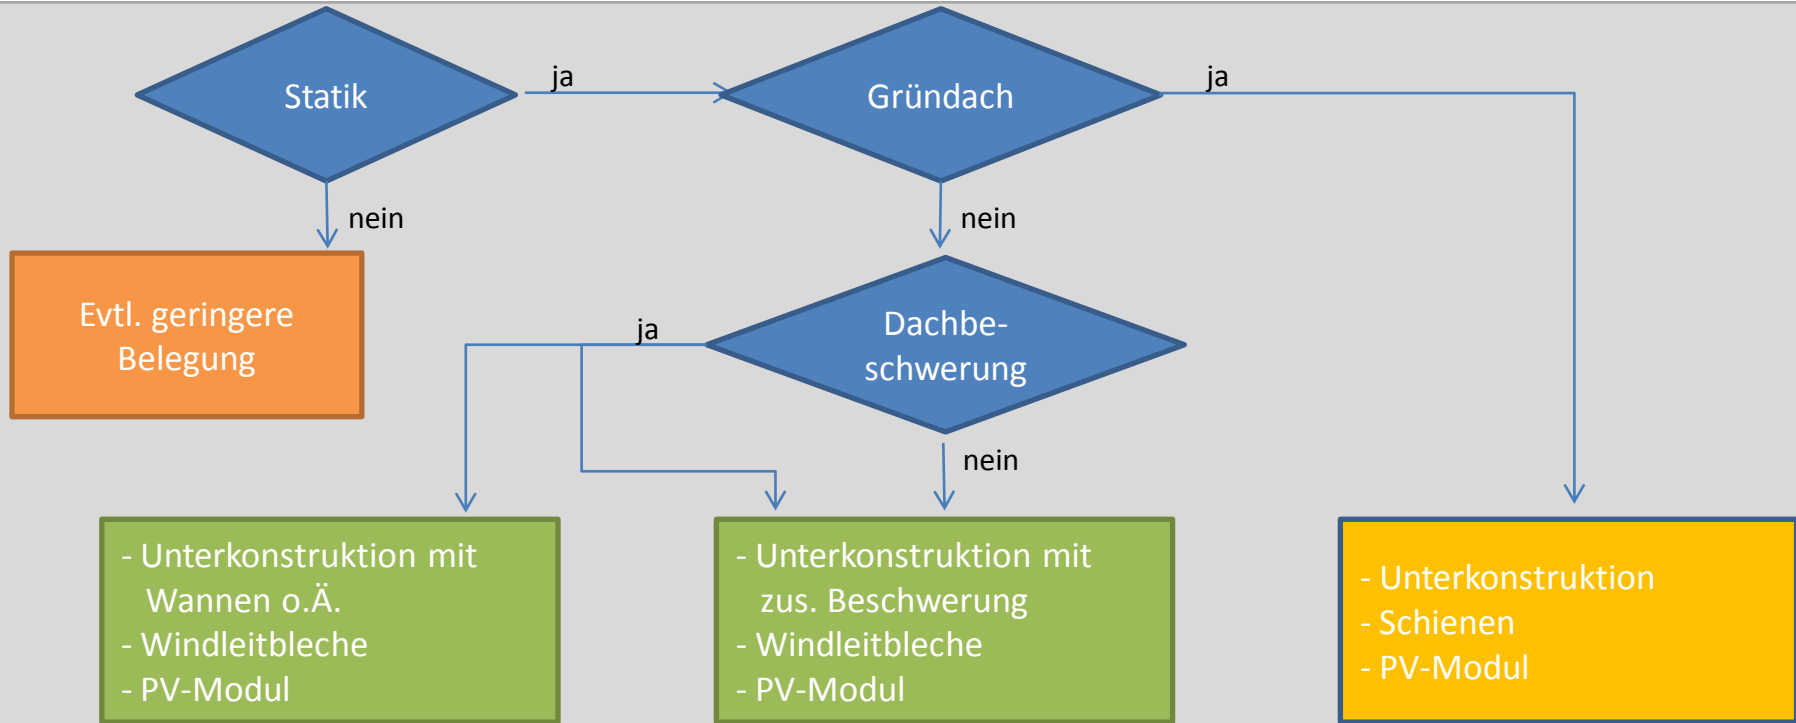 Statik
ja
Gründach
ja
nein
nein
Evtl. geringere
Belegung
ja
Dachbe-
schwerung
nein
- Unterkonstruktion mit
Wannen o.Ä.
- Windleitbleche
- PV-Modul
- Unterkonstruktion mit
zus. Beschwerung
- Windleitbleche
- PV-Modul
- Unterkonstruktion
- Schienen
- PV-Modul